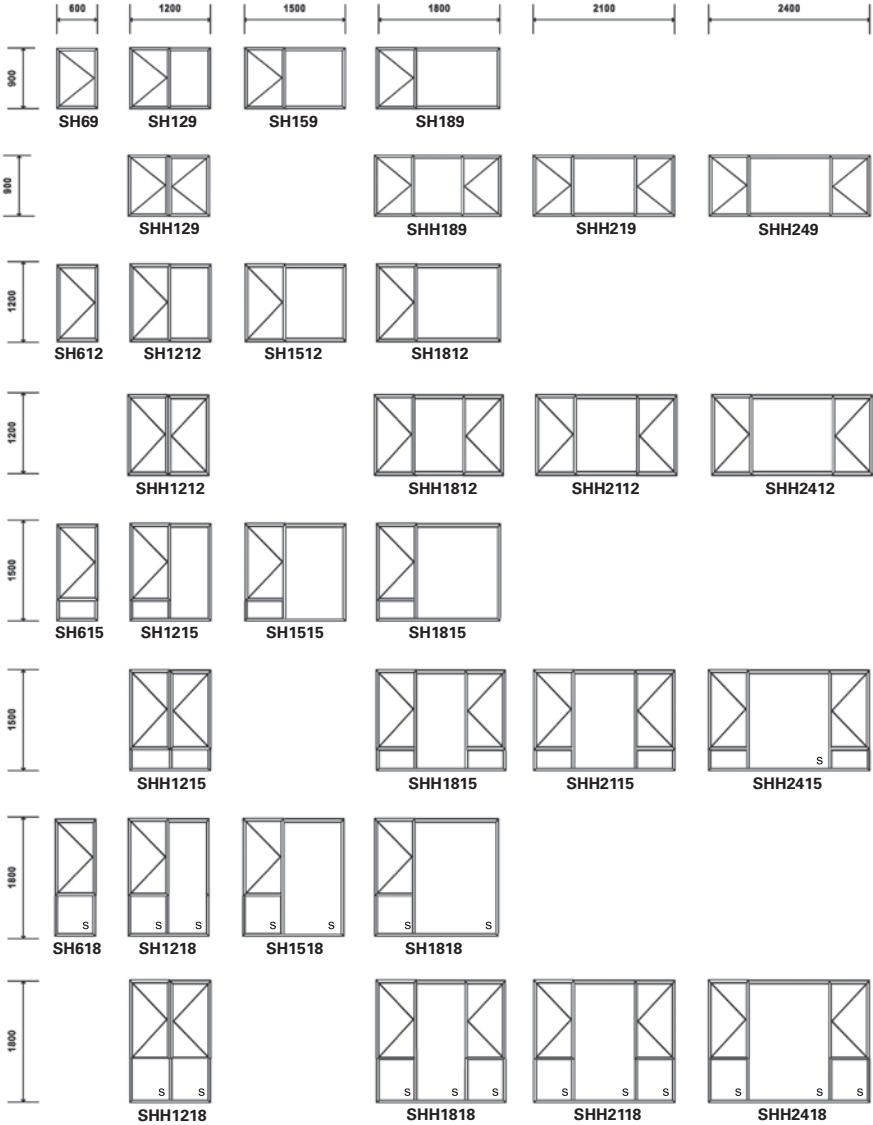 600 1200 1500 1800 2100 2400
900
SH69 SH129 SH159 SH189
900
SHH129 SHH189 SHH219 SHH249
1200
SH612 SH1212 SH1512 SH1812
1200
SHH1212 SHH1812 SHH2112 SHH2412
1500
SH615 SH1215 SH1515 SH1815
1500
S
SHH1215 SHH1815 SHH2115 SHH2415
1800
S S S S S S S
SH618 SH1218 SH1518 SH1818
1800
S S S S S S S S S S S
SHH1218 SHH1818 SHH2118 SHH2418